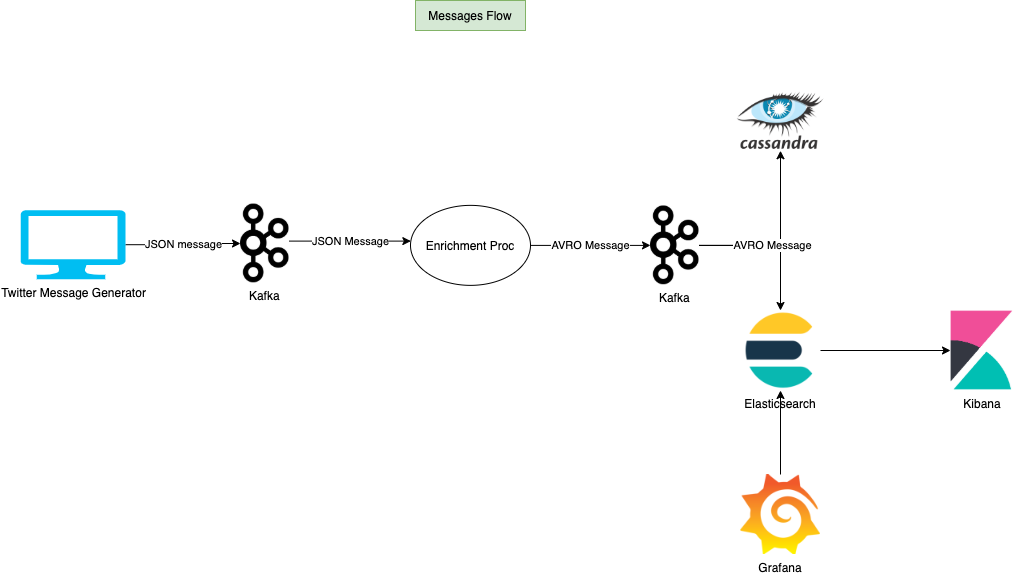 Messages Flow
cassandra
JSON message
JSON Message
Enrichment Proc
AVRO Message
AVRO Message
Twitter Message Generator
Kafka
Kafka
Elasticsearch
Kibana
Grafana